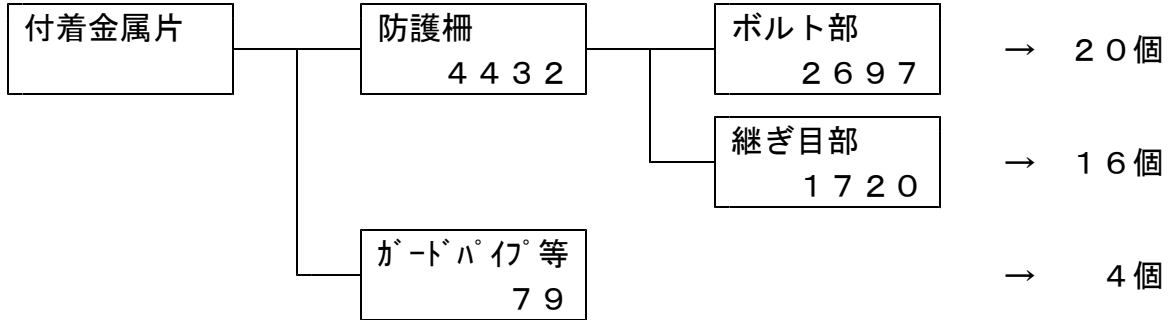 付着金属片
防護柵
４４３２
ボルト部
２６９７
→ ２０個
継ぎ目部
１７２０
→ １６個
ｶﾞｰﾄﾞﾊﾟｲﾌﾟ等
７９
→ ４個